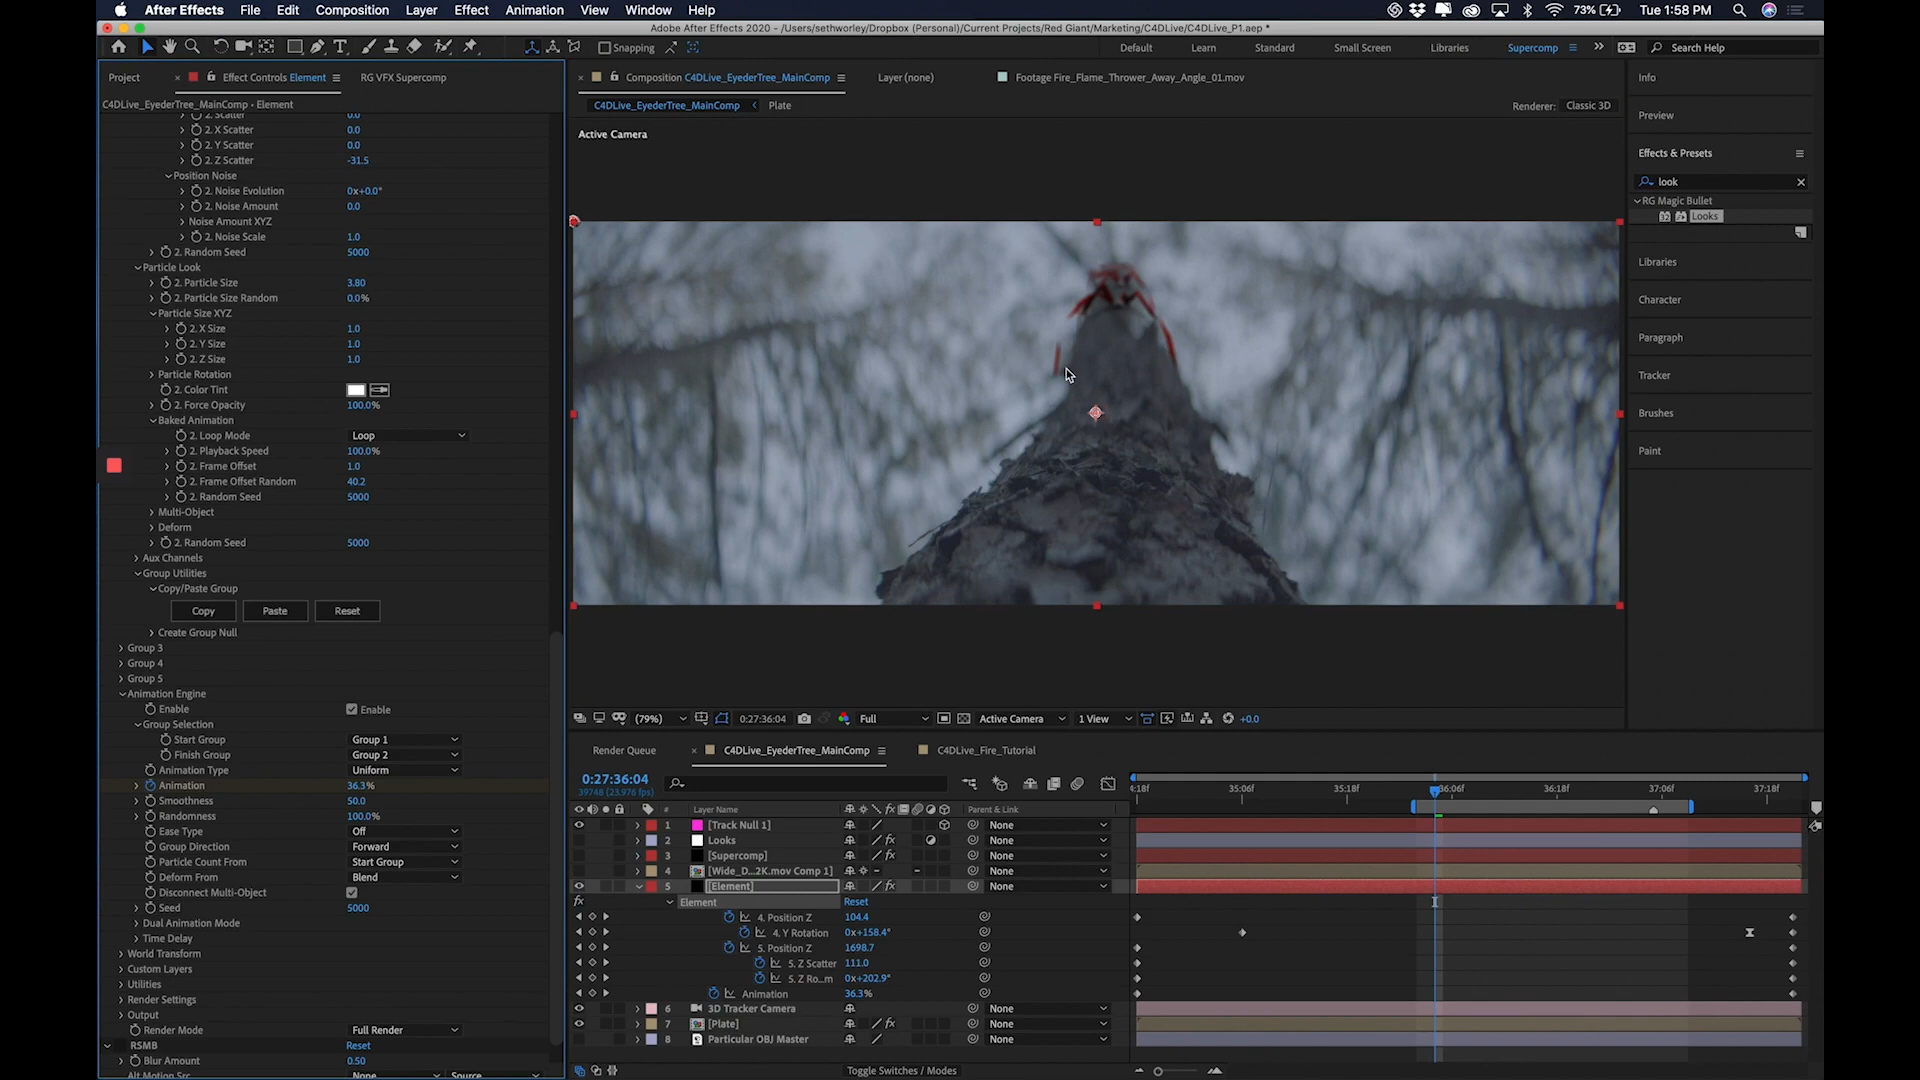 After Effects File Edit Composition Layer Effect Animation View Window Help 73% Tue 1:58 PM
Adobe After Effects 2020 - /Users/sethworley/Dropbox (Personal)/Current Projects/Red Giant/Marketing/C4DLive/C4DLive_P1.aep *
Snapping Default Learn Standard Small Screen Libraries Supercomp Search Help
Project Effect Controls Element RG VFX Supercomp
C4DLive_EyederTree_MainComp • Element
2. Scatter 0.0
2. X Scatter 0.0
2. Y Scatter 0.0
2. Z Scatter -31.5
Position Noise
2. Noise Evolution 0x+0.0°
2. Noise Amount 0.0
Noise Amount XYZ
2. Noise Scale 1.0
2. Random Seed 5000
Particle Look
2. Particle Size 3.80
2. Particle Size Random 0.0%
Particle Size XYZ
2. X Size 1.0
2. Y Size 1.0
2. Z Size 1.0
Particle Rotation
2. Color Tint
2. Force Opacity 100.0%
Baked Animation
2. Loop Mode Loop
2. Playback Speed 100.0%
2. Frame Offset 1.0
2. Frame Offset Random 40.2
2. Random Seed 5000
Multi-Object
Deform
2. Random Seed 5000
Aux Channels
Group Utilities
Copy/Paste Group
Copy Paste Reset
Create Group Null
Group 3
Group 4
Group 5
Animation Engine
Enable Enable
Group Selection
Start Group Group 1
Finish Group Group 2
Animation Type Uniform
Animation 36.3%
Smoothness 50.0
Randomness 100.0%
Ease Type Off
Group Direction Forward
Particle Count From Start Group
Deform From Blend
Disconnect Multi-Object
Seed 5000
Dual Animation Mode
Time Delay
World Transform
Custom Layers
Utilities
Render Settings
Output
Render Mode Full Render
RSMB Reset
Blur Amount 0.50
Alt Motion Src None Source
Composition C4DLive_EyederTree_MainComp Layer (none) Footage Fire_Flame_Thrower_Away_Angle_01.mov
C4DLive_EyederTree_MainComp Plate Renderer: Classic 3D
Active Camera
(79%) 0:27:36:04 Full Active Camera 1 View +0.0
Info
Preview
Effects & Presets
look
RG Magic Bullet
32 Looks
Libraries
Character
Paragraph
Tracker
Brushes
Paint
Render Queue C4DLive_EyederTree_MainComp C4DLive_Fire_Tutorial
0:27:36:04
39748 (23.976 fps)
4:18f 35:06f 35:18f 36:06f 36:18f 37:06f 37:18f
# Layer Name fx Parent & Link
1 [Track Null 1] None
2 Looks fx None
3 [Supercomp] fx None
4 [Wide_D...2K.mov Comp 1] None
5 [Element] fx None
fx Element Reset
4. Position Z 104.4
4. Y Rotation 0x+158.4°
5. Position Z 1698.7
5. Z Scatter 111.0
5. Z Ro...m 0x+202.9°
Animation 36.3%
6 3D Tracker Camera None
7 [Plate] fx None
8 Particular OBJ Master None
Toggle Switches / Modes